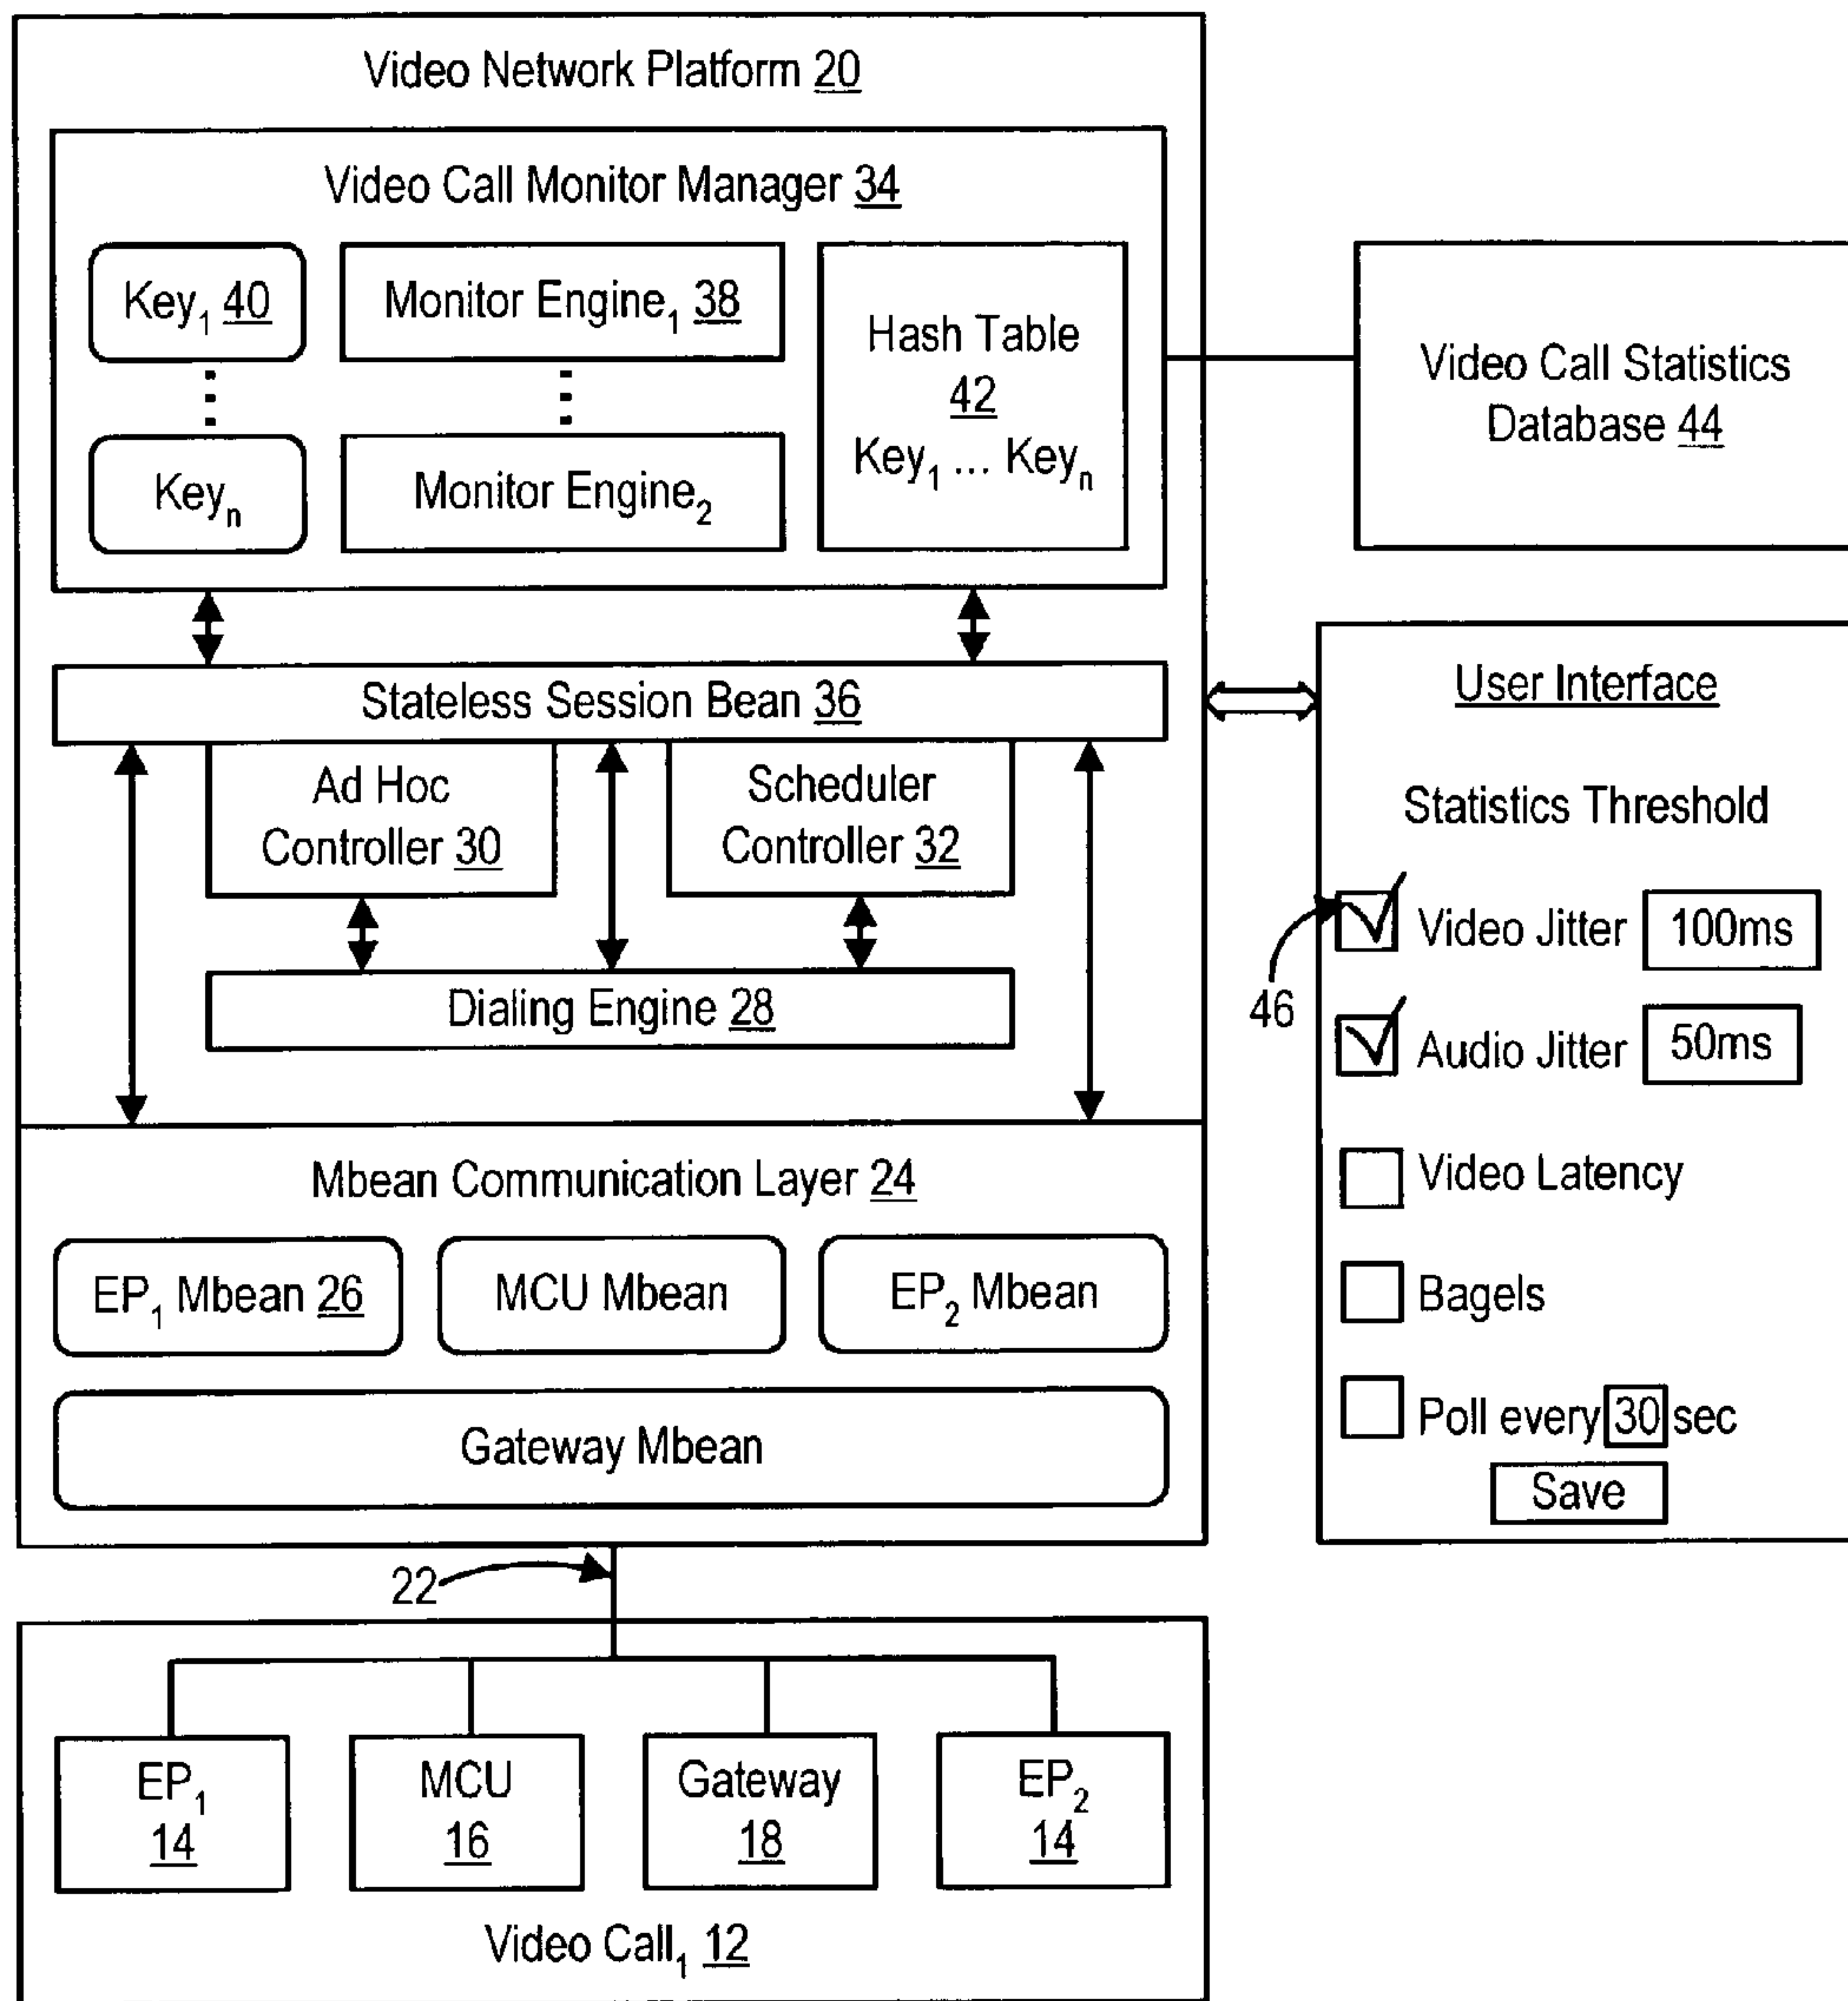 Video Network Platform 20
Video Call Monitor Manager 34
Key1 40
Monitor Engine1 38
Hash Table
42
Key1 ... Keyn
Keyn
Monitor Engine2
Video Call Statistics
Database 44
Stateless Session Bean 36
Ad Hoc
Controller 30
Scheduler
Controller 32
Dialing Engine 28
User Interface
Statistics Threshold
Video Jitter 100ms
46
Audio Jitter 50ms
Video Latency
Bagels
Poll every 30 sec
Save
Mbean Communication Layer 24
EP1 Mbean 26
MCU Mbean
EP2 Mbean
Gateway Mbean
22
EP1
14
MCU
16
Gateway
18
EP2
14
Video Call1 12